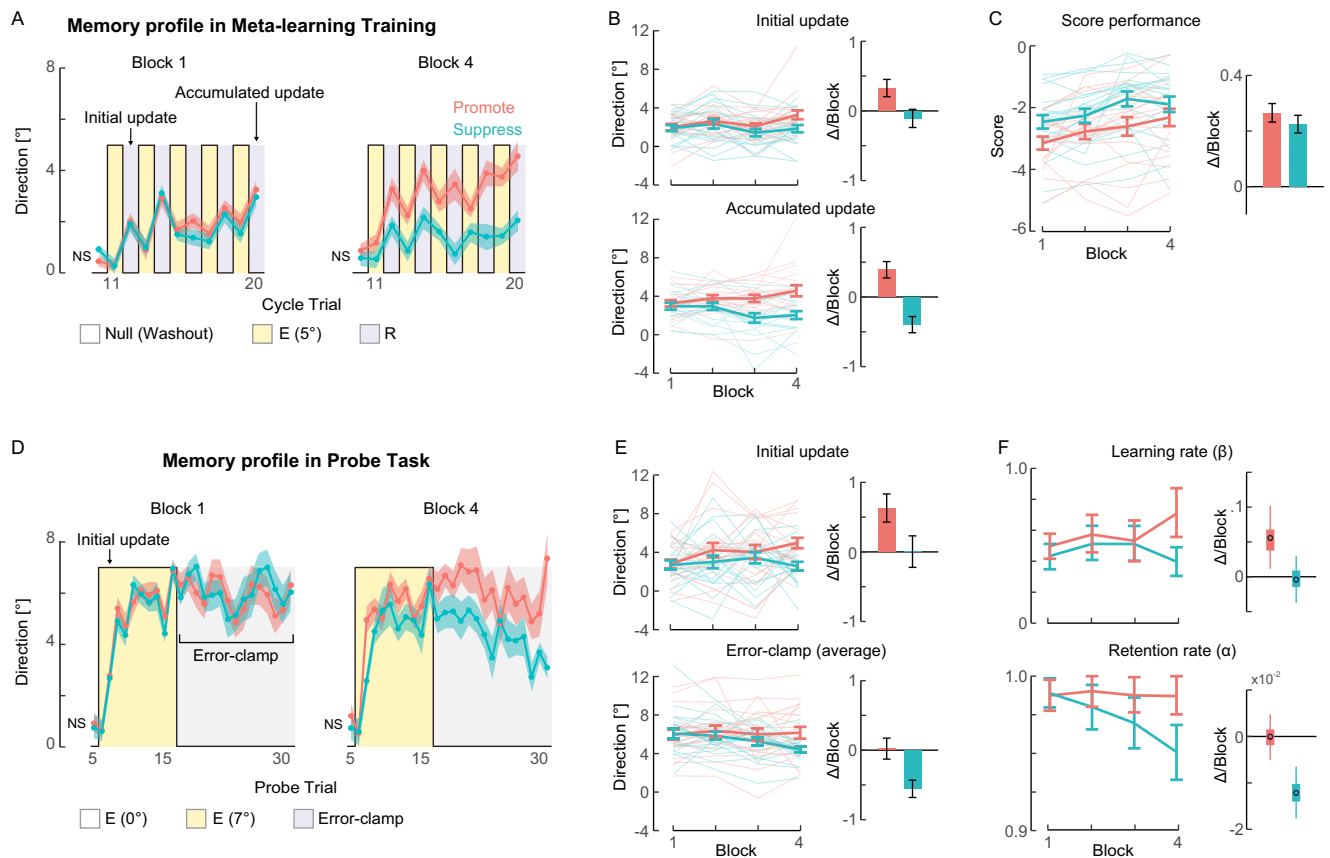 A
Memory profile in Meta-learning Training
Block 1
Block 4
8
4
0
Direction [°]
Initial update
Accumulated update
Promote
Suppress
NS
NS
11
20
11
20
Cycle Trial
Null (Washout)
E (5°)
R
B
Initial update
12
8
4
0
-4
Direction [°]
1
0
-1
Δ/Block
Accumulated update
12
8
4
0
-4
Direction [°]
1
4
Block
1
0
-1
Δ/Block
C
Score performance
0
-2
-4
-6
Score
1
4
Block
0.4
0
Δ/Block
D
Memory profile in Probe Task
Block 1
Block 4
Initial update
8
4
0
Direction [°]
Error-clamp
NS
NS
5
15
30
5
15
30
Probe Trial
E (0°)
E (7°)
Error-clamp
E
Initial update
12
8
4
0
-4
Direction [°]
1
0
-1
Δ/Block
Error-clamp (average)
12
8
4
0
-4
Direction [°]
1
4
Block
1
0
-1
Δ/Block
F
Learning rate (β)
1.0
0
.1
0
Δ/Block
Retention rate (α)
1.0
0.9
1
4
Block
x10⁻²
0
-2
Δ/Block